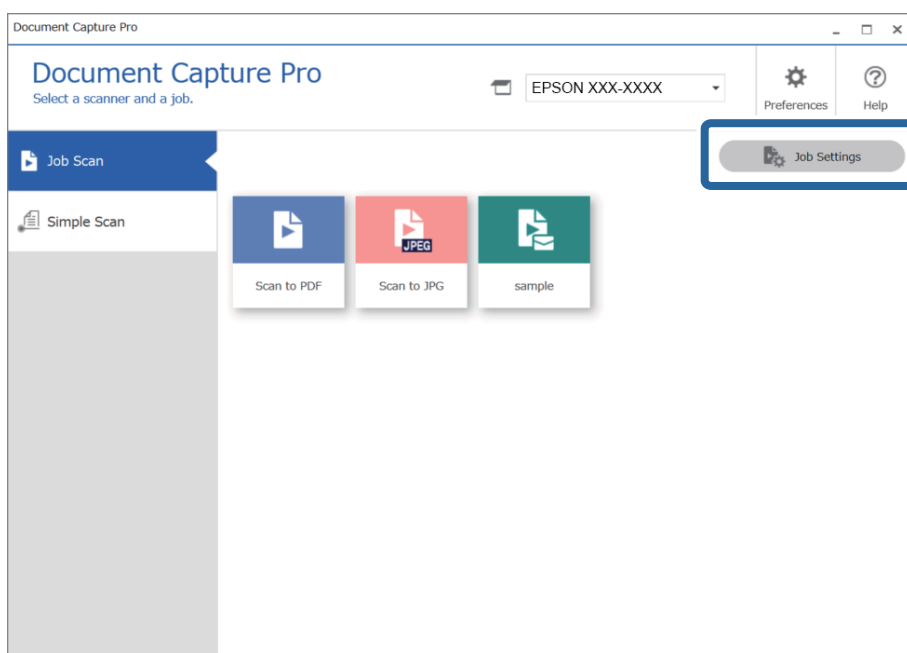 Document Capture Pro
Document Capture Pro
Select a scanner and a job.
EPSON XXX-XXXX
Preferences
Help
Job Scan
Job Settings
Simple Scan
JPEG
Scan to PDF
Scan to JPG
sample